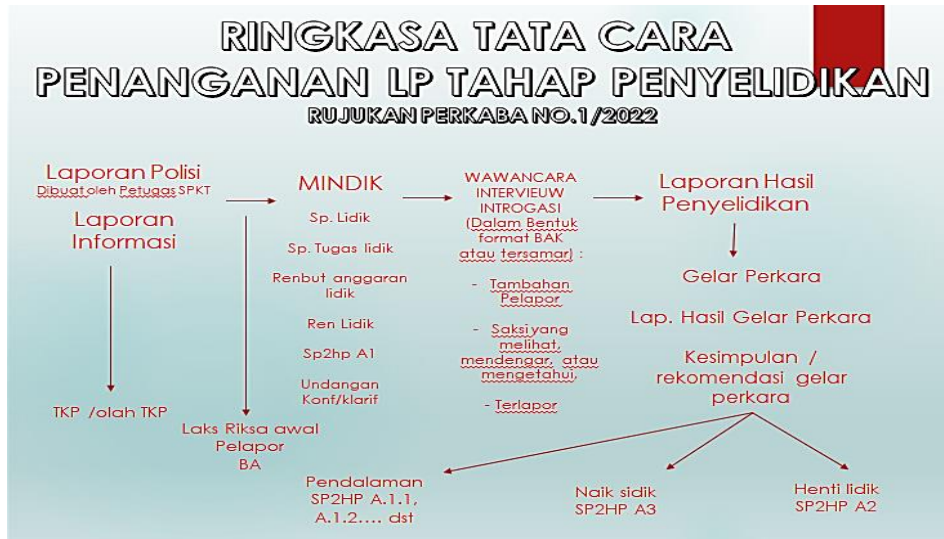 RINGKASA TATA CARA
PENANGANAN LP TAHAP PENYELIDIKAN
RUJUKAN PERKABA NO.1/2022
Laporan Polisi
Dibuat oleh Petugas SPKT
Laporan
Informasi
TKP /olah TKP
Laks Riksa awal
Pelapor
BA
MINDIK
Sp. Lidik
Sp. Tugas lidik
Renbut anggaran
lidik
Ren Lidik
Sp2hp A1
Undangan
Konf/klarif
WAWANCARA
INTERVIEUW
INTROGASI
(Dalam Bentuk
format BAK
atau tersamar) :
- Tambahan
Pelapor
- Saksi yang
melihat,
mendengar, atau
mengetahui,
- Terlapor
Laporan Hasil
Penyelidikan
Gelar Perkara
Lap. Hasil Gelar Perkara
Kesimpulan /
rekomendasi gelar
perkara
Pendalaman
SP2HP A.1.1,
A.1.2.... dst
Naik sidik
SP2HP A3
Henti lidik
SP2HP A2